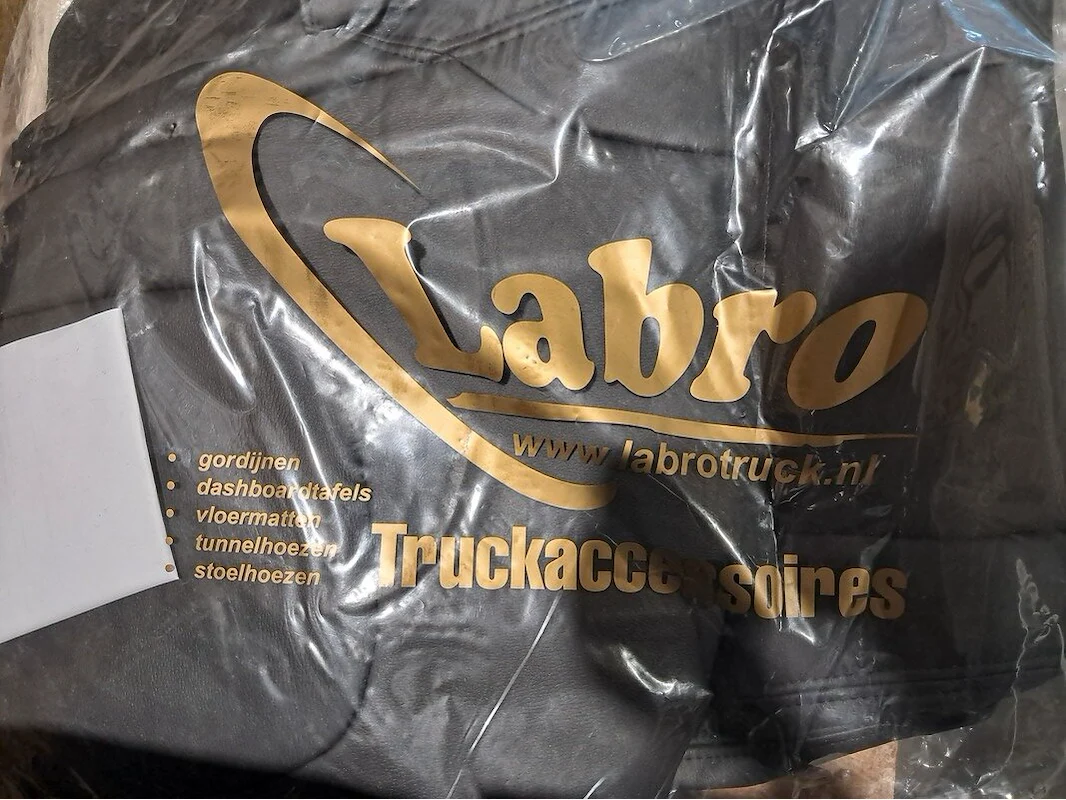 Labro
www.labrotruck.nl
• gordijnen
• dashboardtafels
• vloermatten
• tunnelhoezen
• stoelhoezen
Truckaccessoires